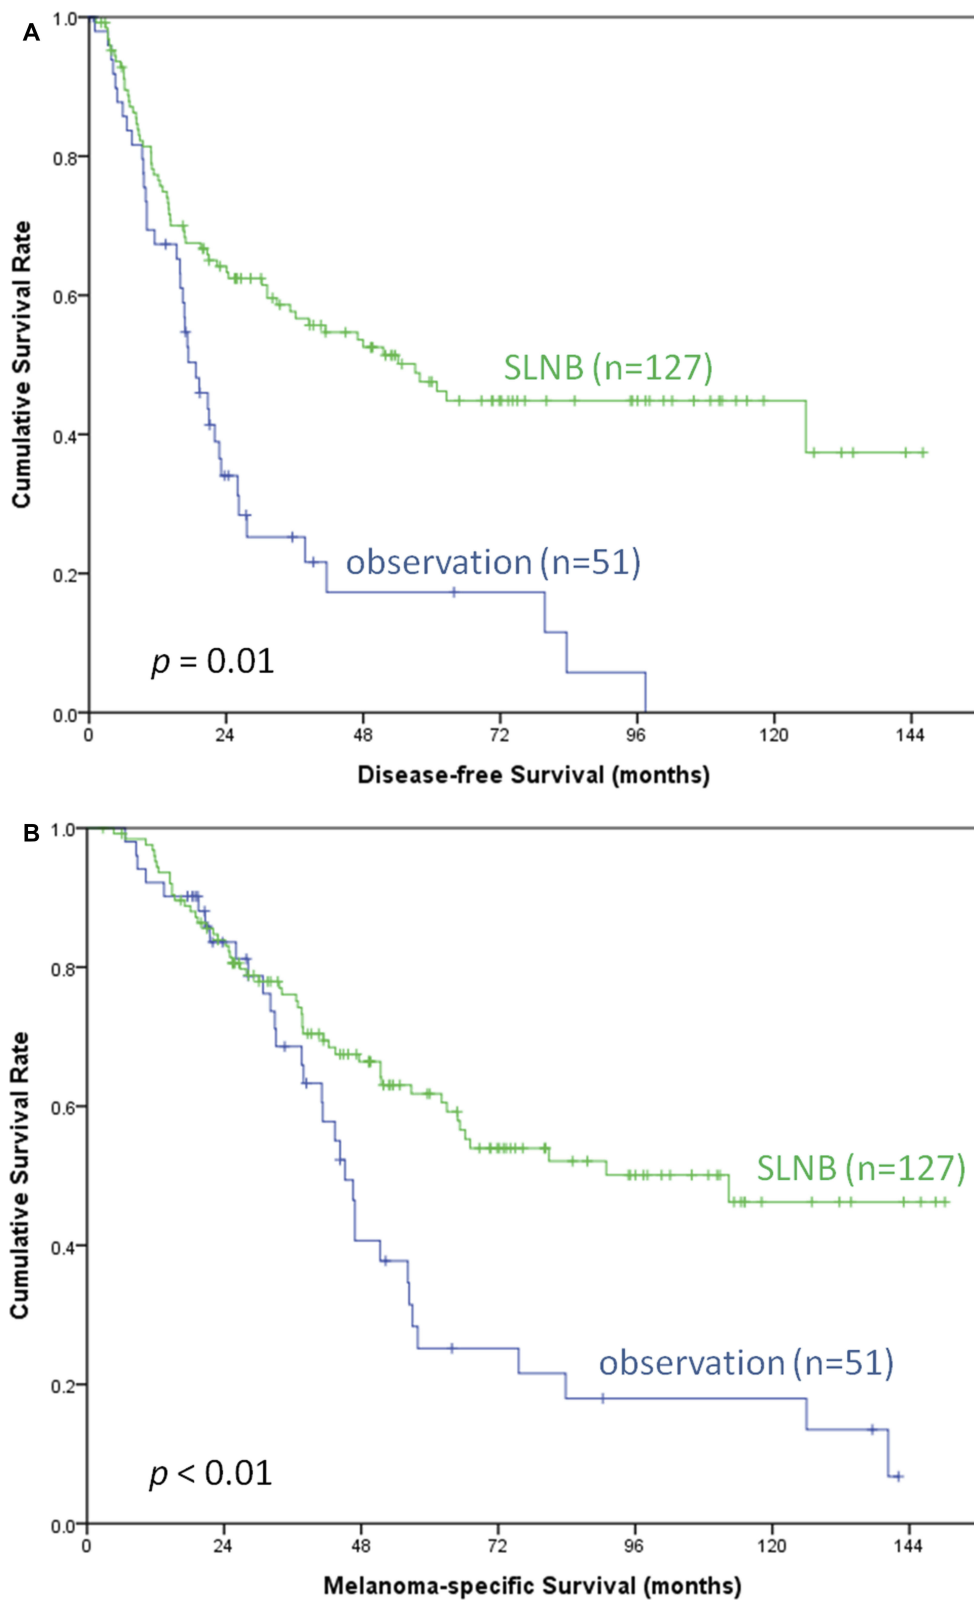 A
Cumulative Survival Rate
1.0
0.8
0.6
0.4
0.2
0.0
SLNB (n=127)
observation (n=51)
p = 0.01
0 24 48 72 96 120 144
Disease-free Survival (months)
B
Cumulative Survival Rate
1.0
0.8
0.6
0.4
0.2
0.0
SLNB (n=127)
observation (n=51)
p < 0.01
0 24 48 72 96 120 144
Melanoma-specific Survival (months)